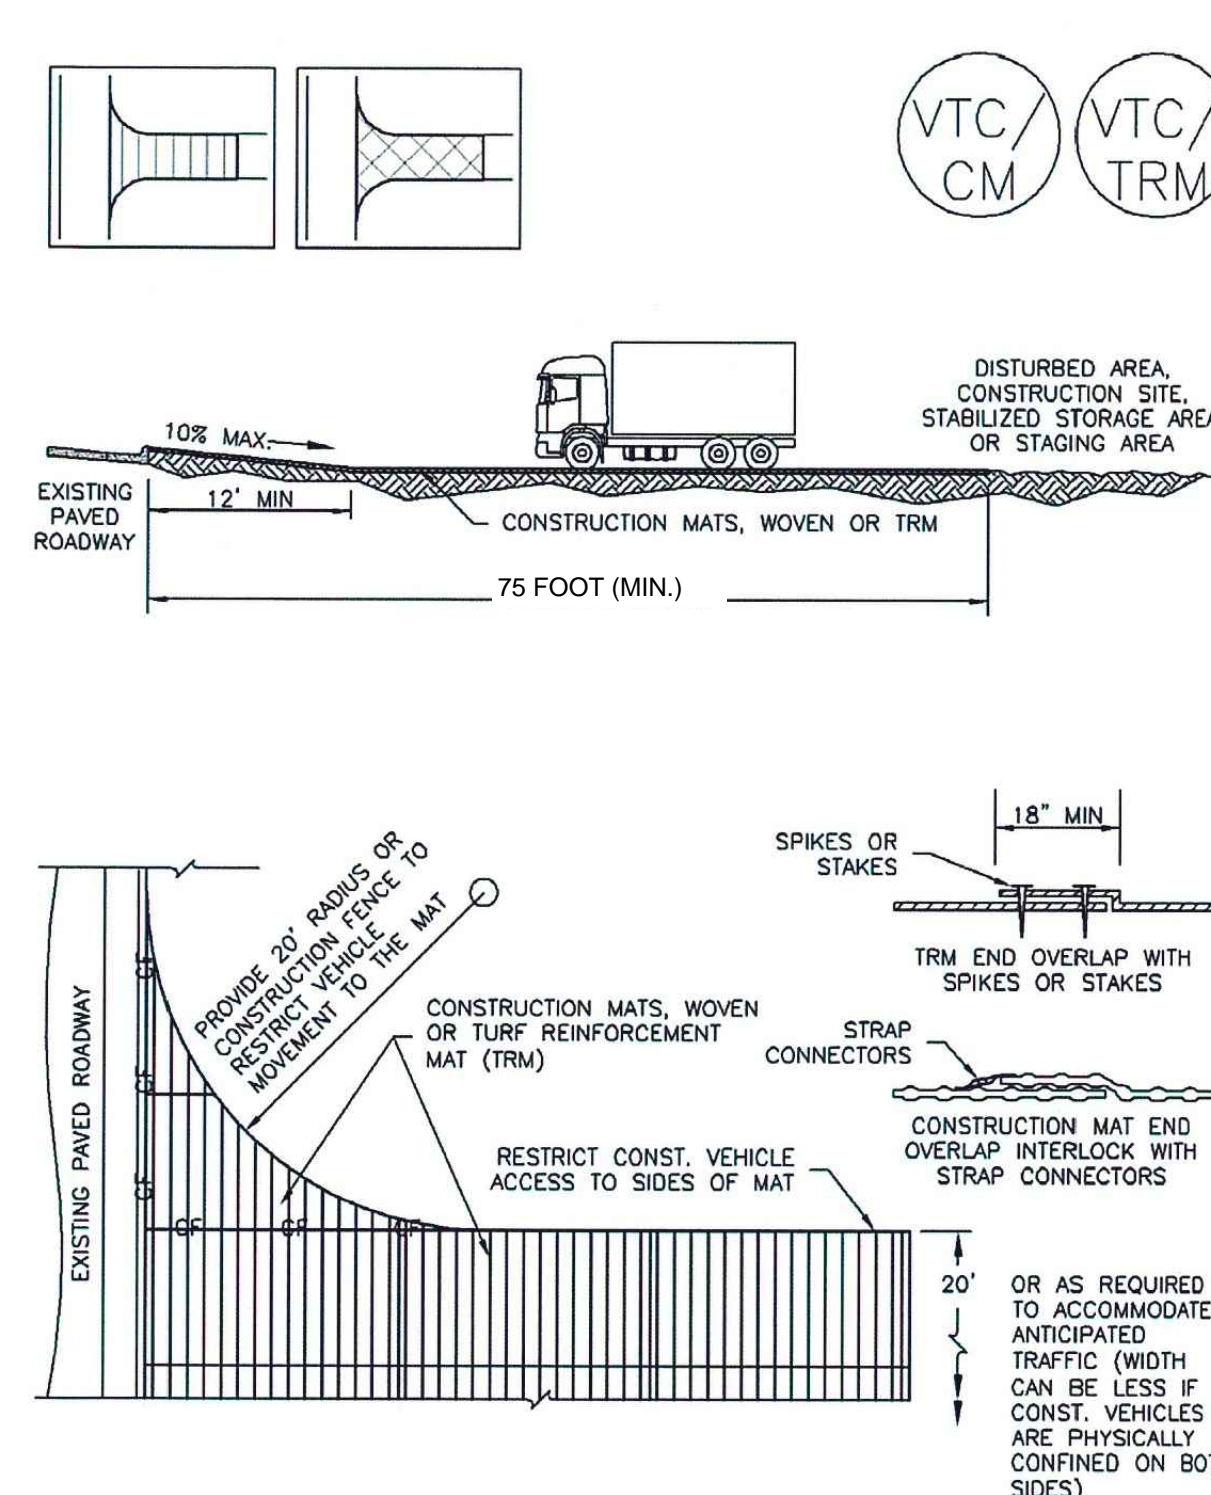 VTC/
CM
VTC/
TRM
DISTURBED AREA,
CONSTRUCTION SITE,
STABILIZED STORAGE AREA
OR STAGING AREA
10% MAX.
EXISTING
PAVED
ROADWAY
12' MIN
CONSTRUCTION MATS, WOVEN OR TRM
75 FOOT (MIN.)
18" MIN
SPIKES OR
STAKES
TRM END OVERLAP WITH
SPIKES OR STAKES
PROVIDE 20' RADIUS OR
CONSTRUCTION FENCE TO
RESTRICT VEHICLE
MOVEMENT TO THE MAT
CONSTRUCTION MATS, WOVEN
OR TURF REINFORCEMENT
MAT (TRM)
STRAP
CONNECTORS
CONSTRUCTION MAT END
OVERLAP INTERLOCK WITH
STRAP CONNECTORS
RESTRICT CONST. VEHICLE
ACCESS TO SIDES OF MAT
EXISTING PAVED ROADWAY
CF
CF
CF
CF
CF
CF
20'
OR AS REQUIRED
TO ACCOMMODATE
ANTICIPATED
TRAFFIC (WIDTH
CAN BE LESS IF
CONST. VEHICLES
ARE PHYSICALLY
CONFINED ON BOT
SIDES)